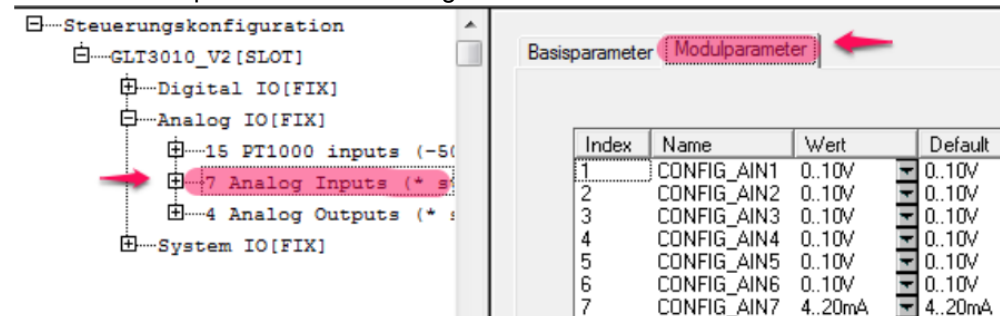 Steuerungskonfiguration
GLT3010_V2[SLOT]
Digital IO[FIX]
Analog IO[FIX]
15 PT1000 inputs (-50
7 Analog Inputs (* s
4 Analog Outputs (* s
System IO[FIX]
Basisparameter Modulparameter
Index Name Wert Default
1 CONFIG_AIN1 0..10V 0..10V
2 CONFIG_AIN2 0..10V 0..10V
3 CONFIG_AIN3 0..10V 0..10V
4 CONFIG_AIN4 0..10V 0..10V
5 CONFIG_AIN5 0..10V 0..10V
6 CONFIG_AIN6 0..10V 0..10V
7 CONFIG_AIN7 4..20mA 4..20mA